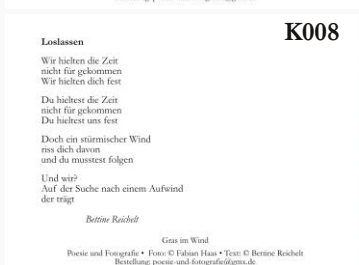 K008
Loslassen
Wir hielten die Zeit
nicht für gekommen
Wir hielten dich fest
Du hieltest die Zeit
nicht für gekommen
Du hieltest uns fest
Doch ein stürmischer Wind
riss dich davon
und du musstest folgen
Und wir?
Auf der Suche nach einem Aufwind
der trägt
Bettine Reichelt
Gras im Wind
Poesie und Fotografie • Foto: © Fabian Haas • Text: © Bettine Reichelt
Bestellung: poesie-und-fotografie@gmx.de